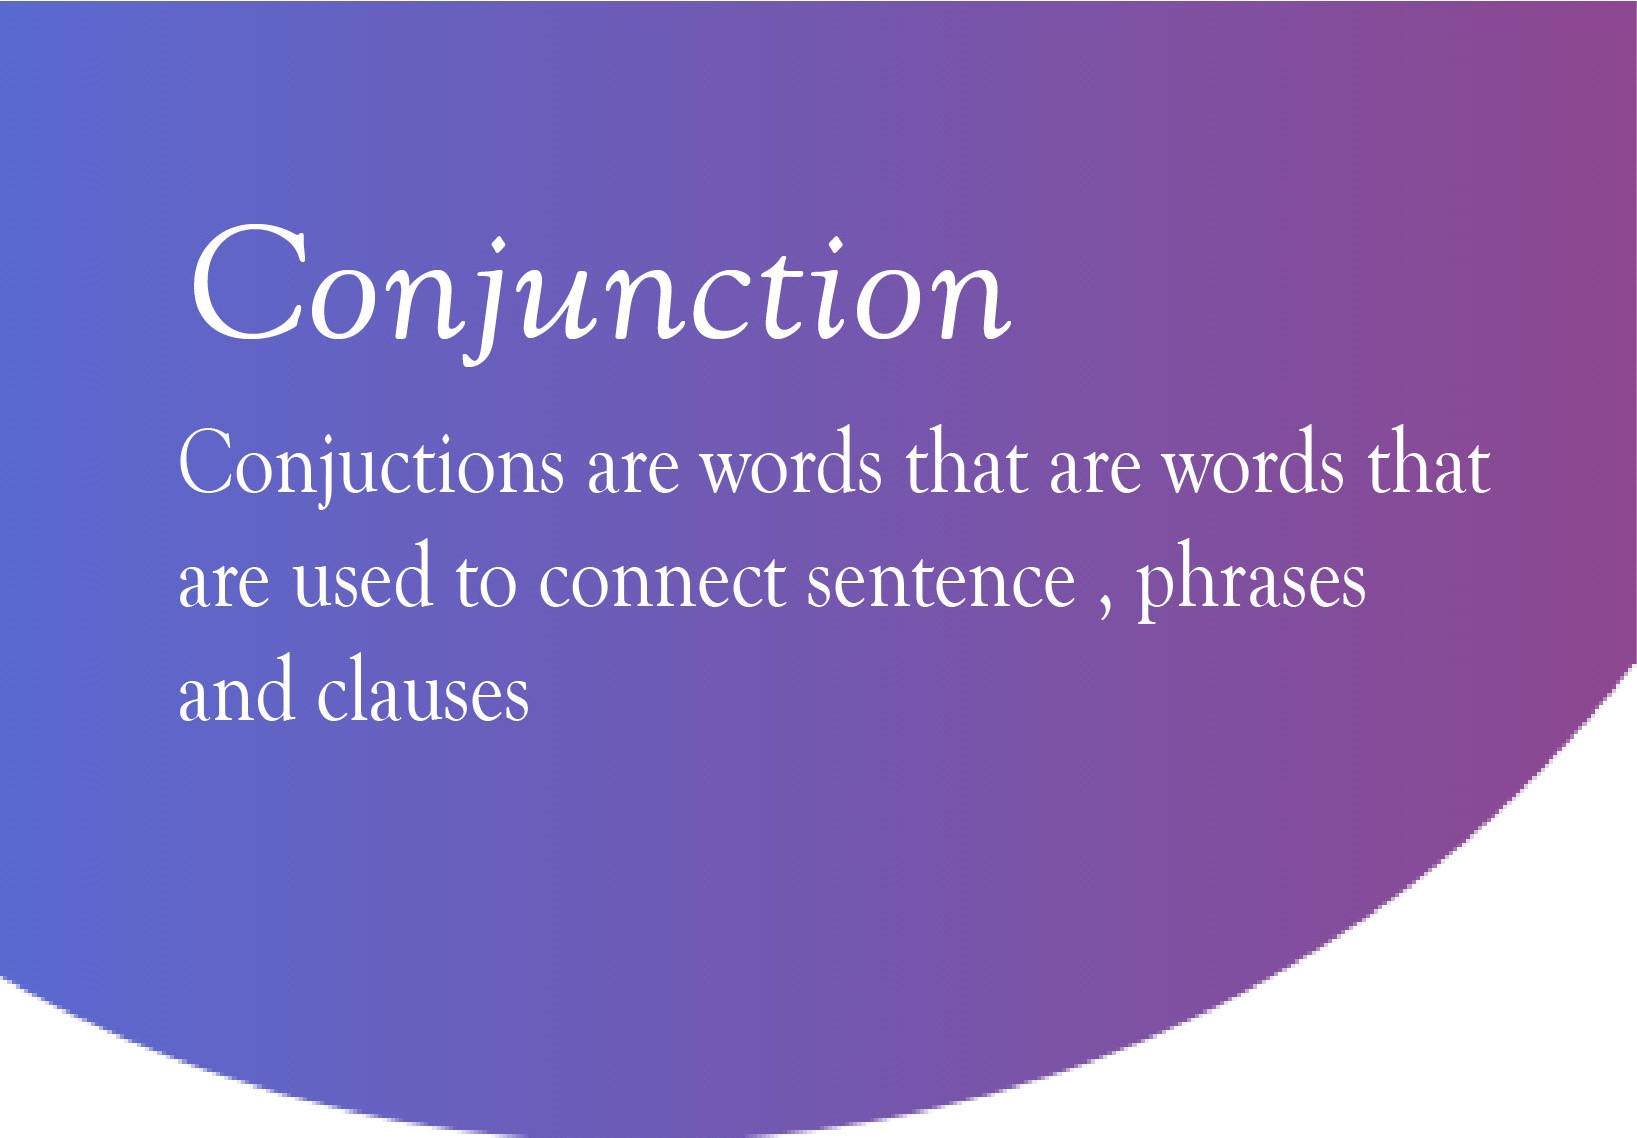 Conjunction
Conjuctions are words that are words that
are used to connect sentence , phrases
and clauses